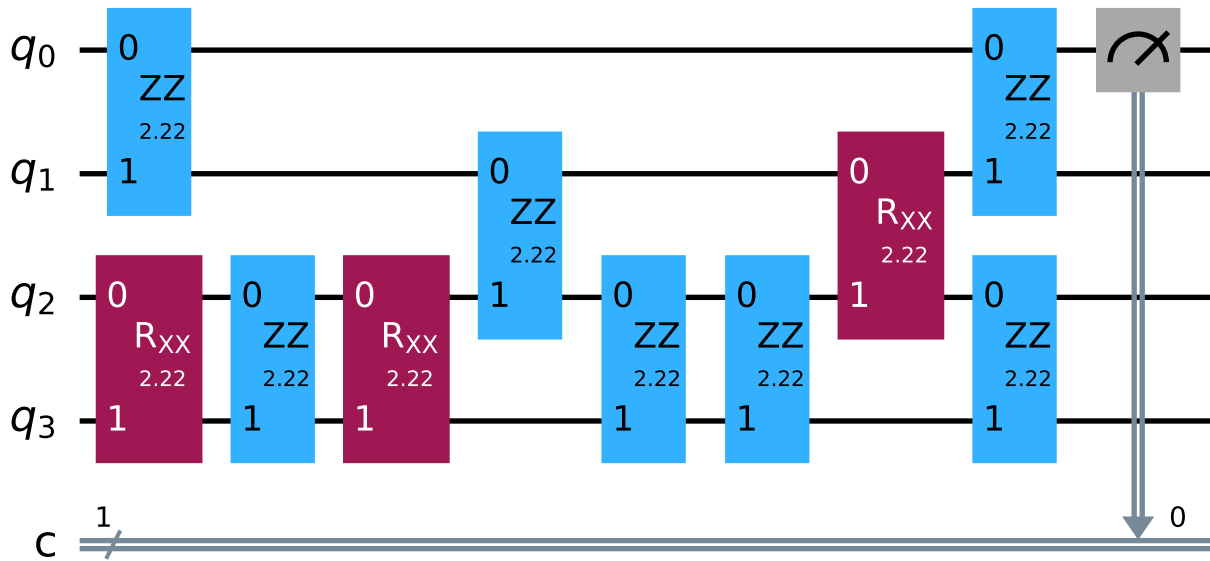 q0 0 ZZ 2.22 1 0 ZZ 2.22 1
q1 0 ZZ 2.22 1 0 RXX 2.22 1
q2 0 RXX 2.22 1 0 ZZ 2.22 1 0 RXX 2.22 1 0 ZZ 2.22 1 0 ZZ 2.22 1 0 ZZ 2.22 1
q3
c 1 0